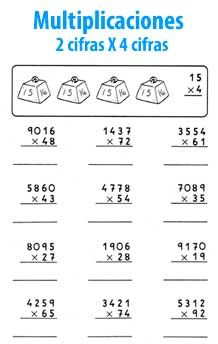 Multiplicaciones
2 cifras X 4 cifras
15 Kg 15 Kg 15 Kg 15 Kg
15
×4
9016 1437 3554
×48 ×72 ×61
5860 4778 7089
×43 ×54 ×35
8095 1906 9170
×27 ×28 ×19
4259 3421 5312
×65 ×74 ×92